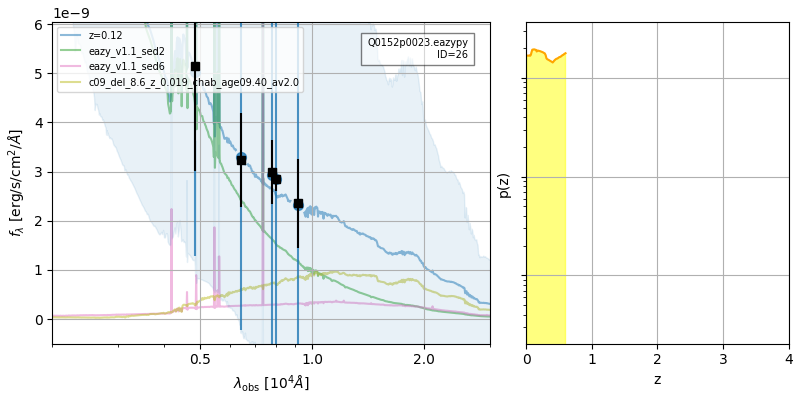 1e−9
z=0.12
eazy_v1.1_sed2
eazy_v1.1_sed6
c09_del_8.6_z_0.019_chab_age09.40_av2.0
Q0152p0023.eazypy
ID=26
6
5
4
3
2
1
0
f_λ [erg/s/cm²/Å]
0.5
1.0
2.0
λ_obs [10⁴Å]
p(z)
0
1
2
3
4
z